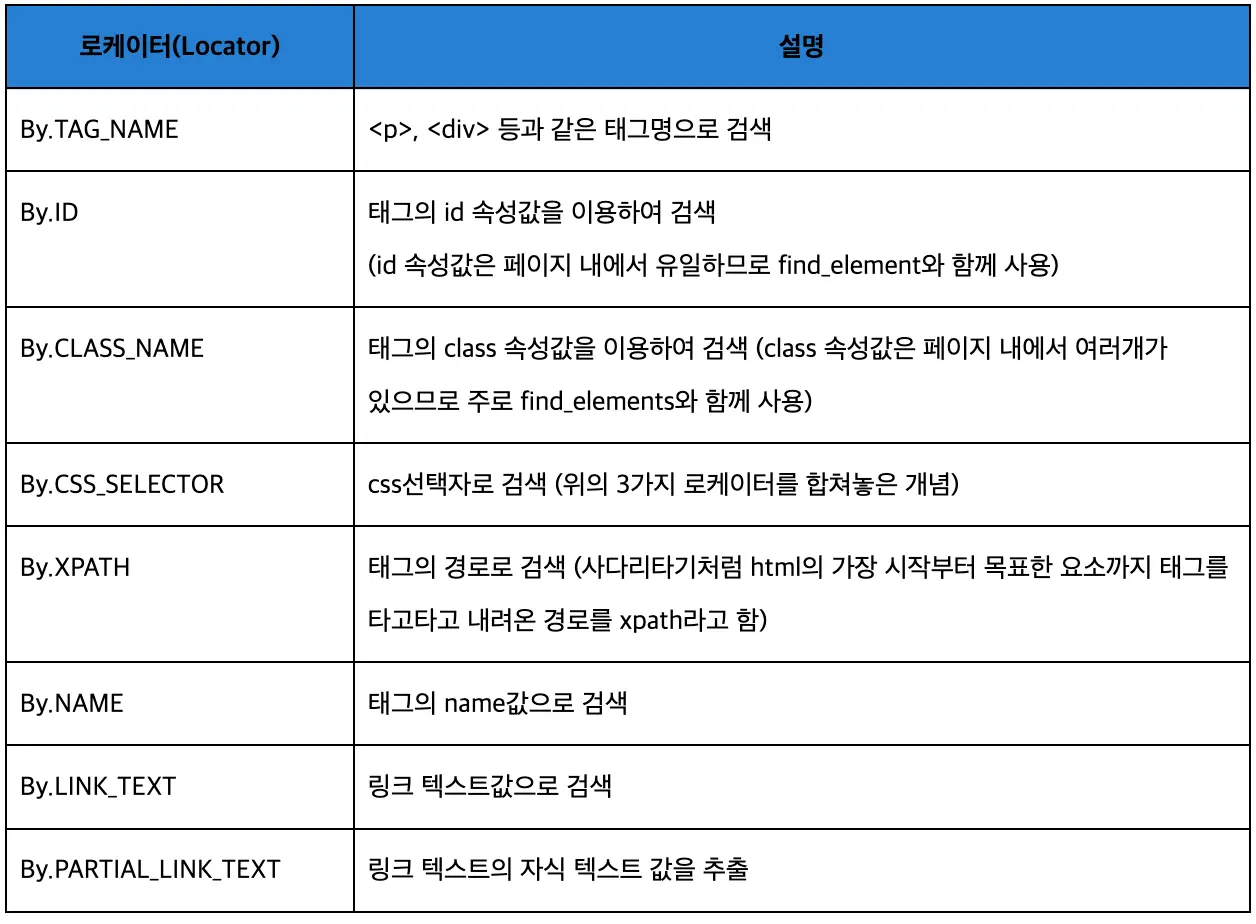 로케이터(Locator)
설명
By.TAG_NAME
<p>, <div> 등과 같은 태그명으로 검색
By.ID
태그의 id 속성값을 이용하여 검색
(id 속성값은 페이지 내에서 유일하므로 find_element와 함께 사용)
By.CLASS_NAME
태그의 class 속성값을 이용하여 검색 (class 속성값은 페이지 내에서 여러개가
있으므로 주로 find_elements와 함께 사용)
By.CSS_SELECTOR
css선택자로 검색 (위의 3가지 로케이터를 합쳐놓은 개념)
By.XPATH
태그의 경로로 검색 (사다리타기처럼 html의 가장 시작부터 목표한 요소까지 태그를
타고타고 내려온 경로를 xpath라고 함)
By.NAME
태그의 name값으로 검색
By.LINK_TEXT
링크 텍스트값으로 검색
By.PARTIAL_LINK_TEXT
링크 텍스트의 자식 텍스트 값을 추출